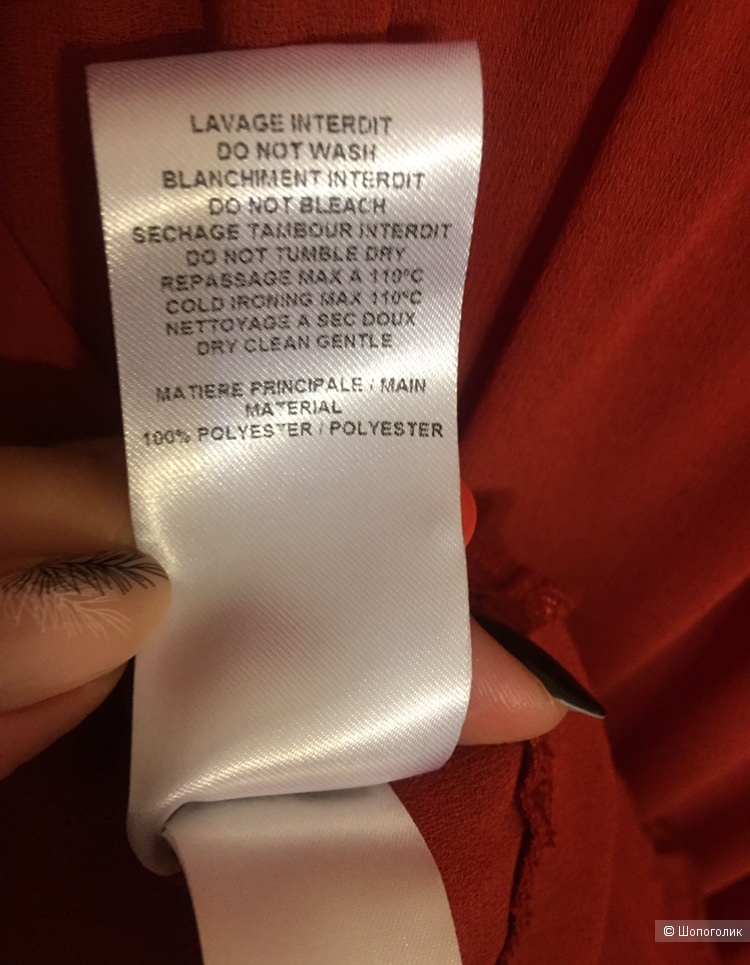 LAVAGE INTERDIT
DO NOT WASH
BLANCHIMENT INTERDIT
DO NOT BLEACH
SECHAGE TAMBOUR INTERDIT
DO NOT TUMBLE DRY
REPASSAGE MAX A 110°C
COLD IRONING MAX 110°C
NETTOYAGE A SEC DOUX
DRY CLEAN GENTLE
MATIERE PRINCIPALE / MAIN
MATERIAL
100% POLYESTER / POLYESTER
© Шопоголик